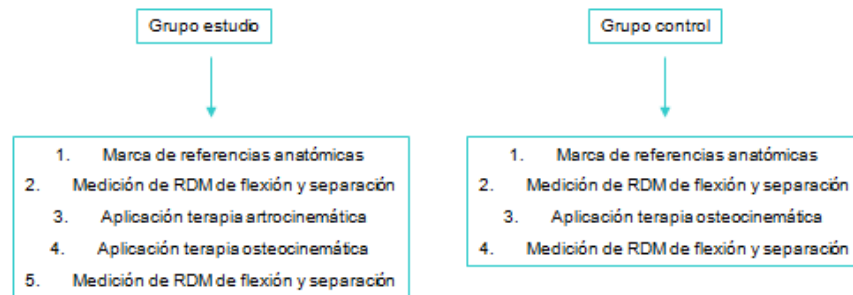 Grupo estudio
1. Marca de referencias anatómicas
2. Medición de RDM de flexión y separación
3. Aplicación terapia artrocinemática
4. Aplicación terapia osteocinemática
5. Medición de RDM de flexión y separación
Grupo control
1. Marca de referencias anatómicas
2. Medición de RDM de flexión y separación
3. Aplicación terapia osteocinemática
4. Medición de RDM de flexión y separación